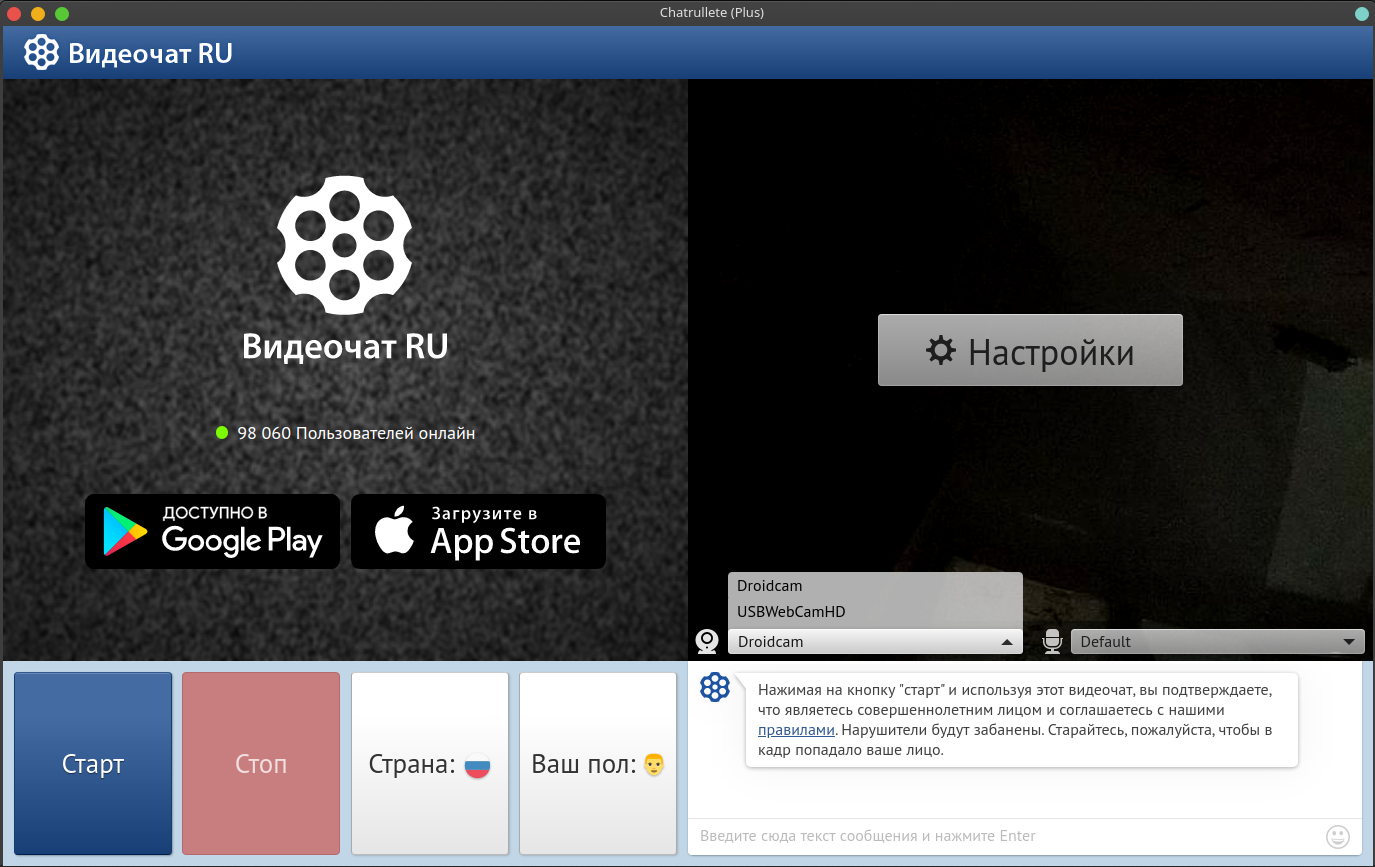 Chatrullete (Plus)
Видеочат RU
Видеочат RU
98 060 Пользователей онлайн
ДОСТУПНО В
Google Play
Загрузите в
App Store
Настройки
Droidcam
USBWebCamHD
Droidcam
Default
Старт
Стоп
Страна:
Ваш пол:
Нажимая на кнопку "старт" и используя этот видеочат, вы подтверждаете,
что являетесь совершеннолетним лицом и соглашаетесь с нашими
правилами. Нарушители будут забанены. Старайтесь, пожалуйста, чтобы в
кадр попадало ваше лицо.
Введите сюда текст сообщения и нажмите Enter